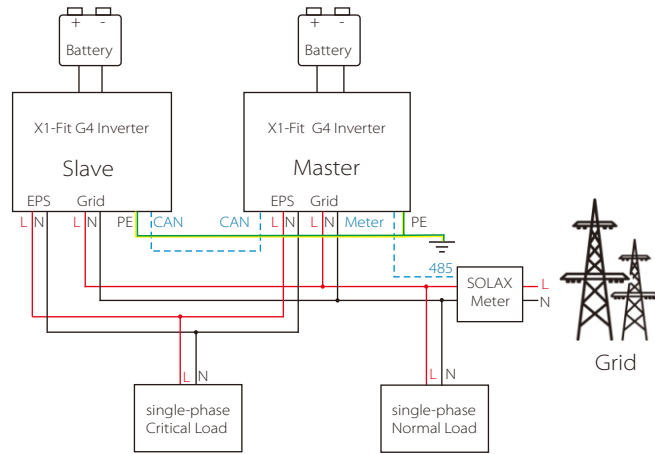 + -
Battery
+ -
Battery
X1-Fit G4 Inverter
Slave
EPS Grid
L N L N PE
CAN
X1-Fit G4 Inverter
Master
EPS Grid
CAN L N L N Meter PE
485
SOLAX
Meter
L
N
Grid
L N
single-phase
Critical Load
L N
single-phase
Normal Load